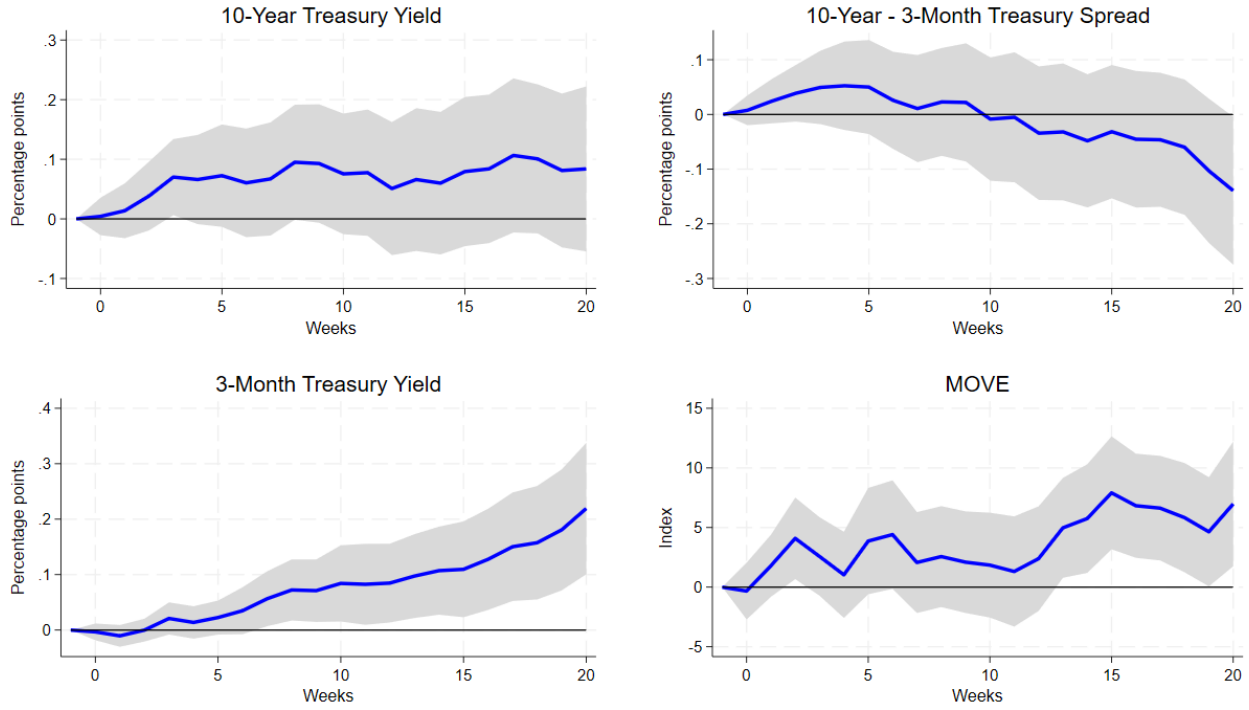 10-Year Treasury Yield
Percentage points
.3
.2
.1
0
-.1
0 5 10 15 20
Weeks
10-Year - 3-Month Treasury Spread
Percentage points
.1
0
-.1
-.2
-.3
0 5 10 15 20
Weeks
3-Month Treasury Yield
Percentage points
.4
.3
.2
.1
0
0 5 10 15 20
Weeks
MOVE
Index
15
10
5
0
-5
0 5 10 15 20
Weeks